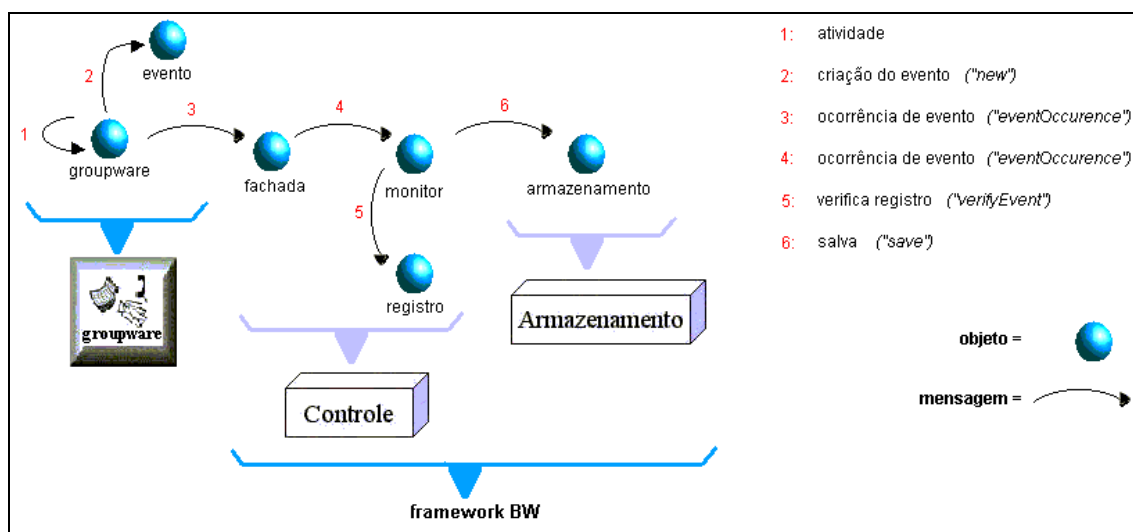 1: atividade
2: criação do evento ("new")
3: ocorrência de evento ("eventOccurence")
4: ocorrência de evento ("eventOccurence")
5: verifica registro ("verifyEvent")
6: salva ("save")
evento
2
3
4
6
1
groupware
fachada
monitor
armazenamento
5
registro
groupware
Armazenamento
Controle
objeto =
mensagem =
framework BW